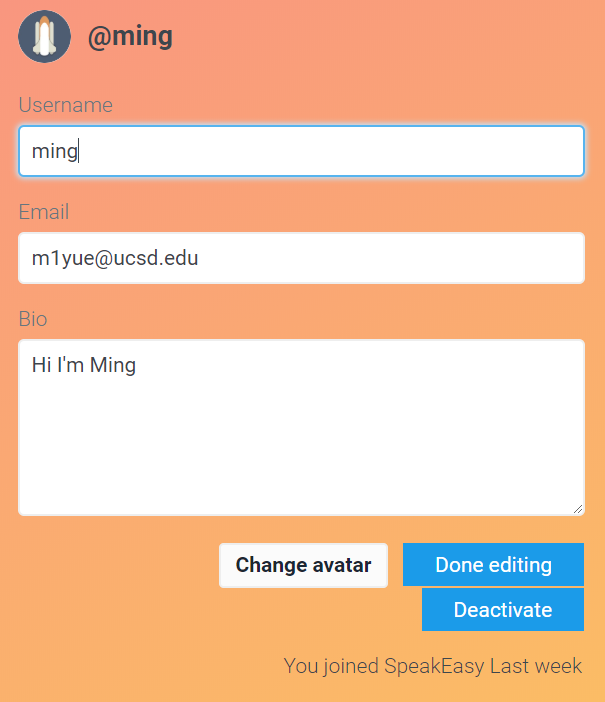 @ming
Username
ming
Email
m1yue@ucsd.edu
Bio
Hi I'm Ming
Change avatar Done editing
Deactivate
You joined SpeakEasy Last week